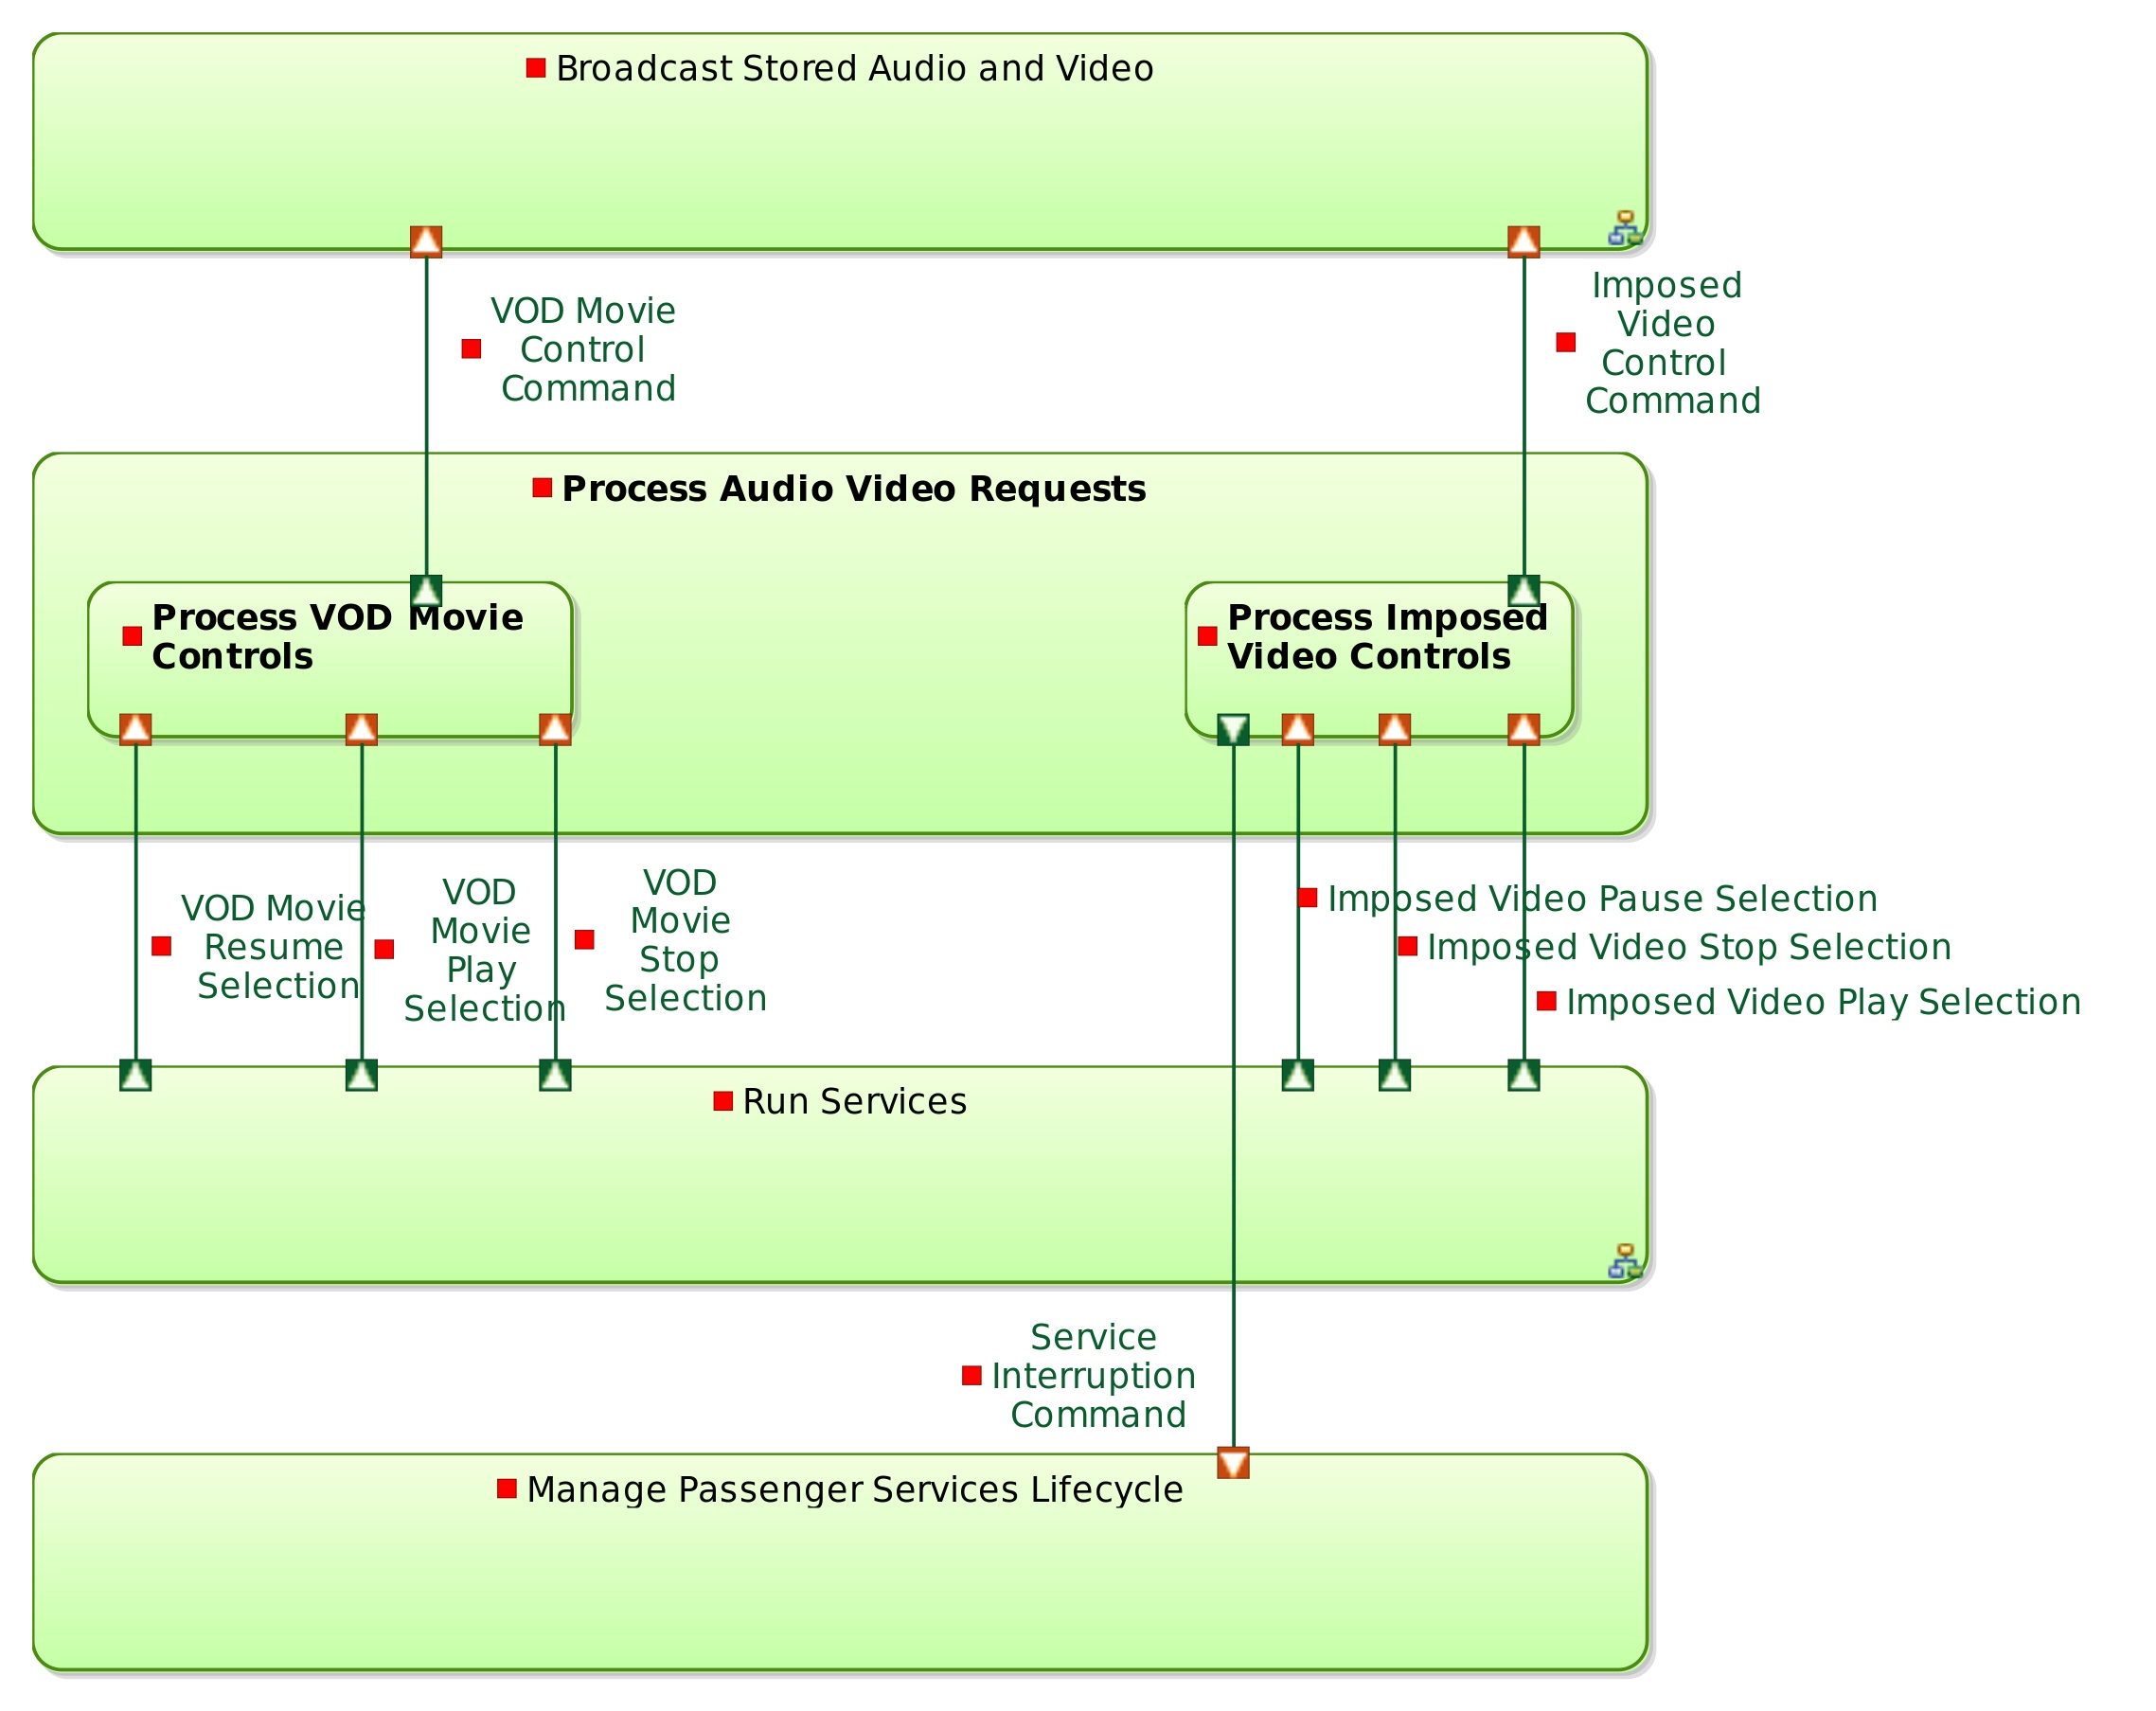 Broadcast Stored Audio and Video
VOD Movie
Control
Command
Imposed
Video
Control
Command
Process Audio Video Requests
Process VOD Movie
Controls
Process Imposed
Video Controls
VOD Movie
Resume
Selection
VOD
Movie
Play
Selection
VOD
Movie
Stop
Selection
Imposed Video Pause Selection
Imposed Video Stop Selection
Imposed Video Play Selection
Run Services
Service
Interruption
Command
Manage Passenger Services Lifecycle